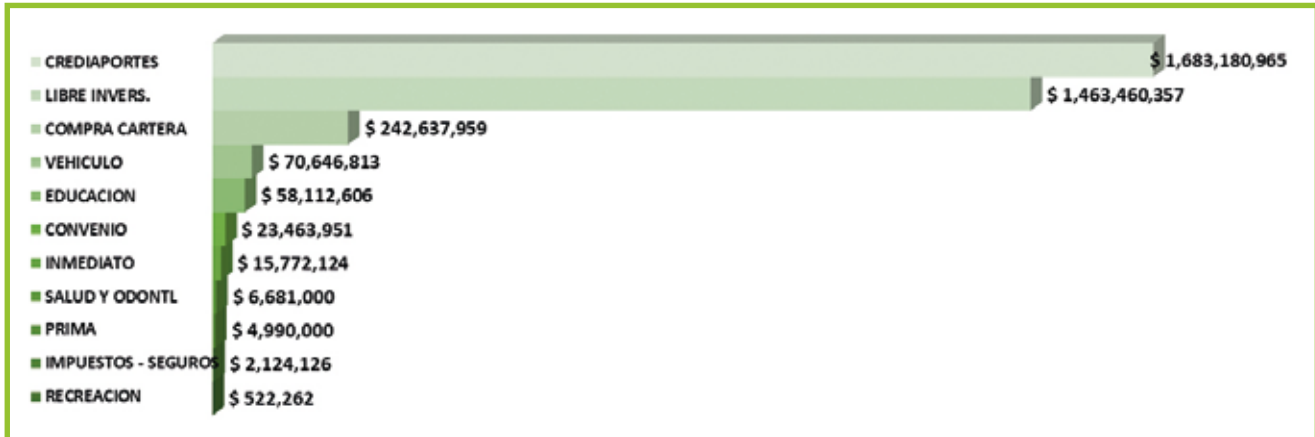 CREDIAPORTES $ 1,683,180,965
LIBRE INVERS. $ 1,463,460,357
COMPRA CARTERA $ 242,637,959
VEHICULO $ 70,646,813
EDUCACION $ 58,112,606
CONVENIO $ 23,463,951
INMEDIATO $ 15,772,124
SALUD Y ODONTL $ 6,681,000
PRIMA $ 4,990,000
IMPUESTOS - SEGUROS $ 2,124,126
RECREACION $ 522,262